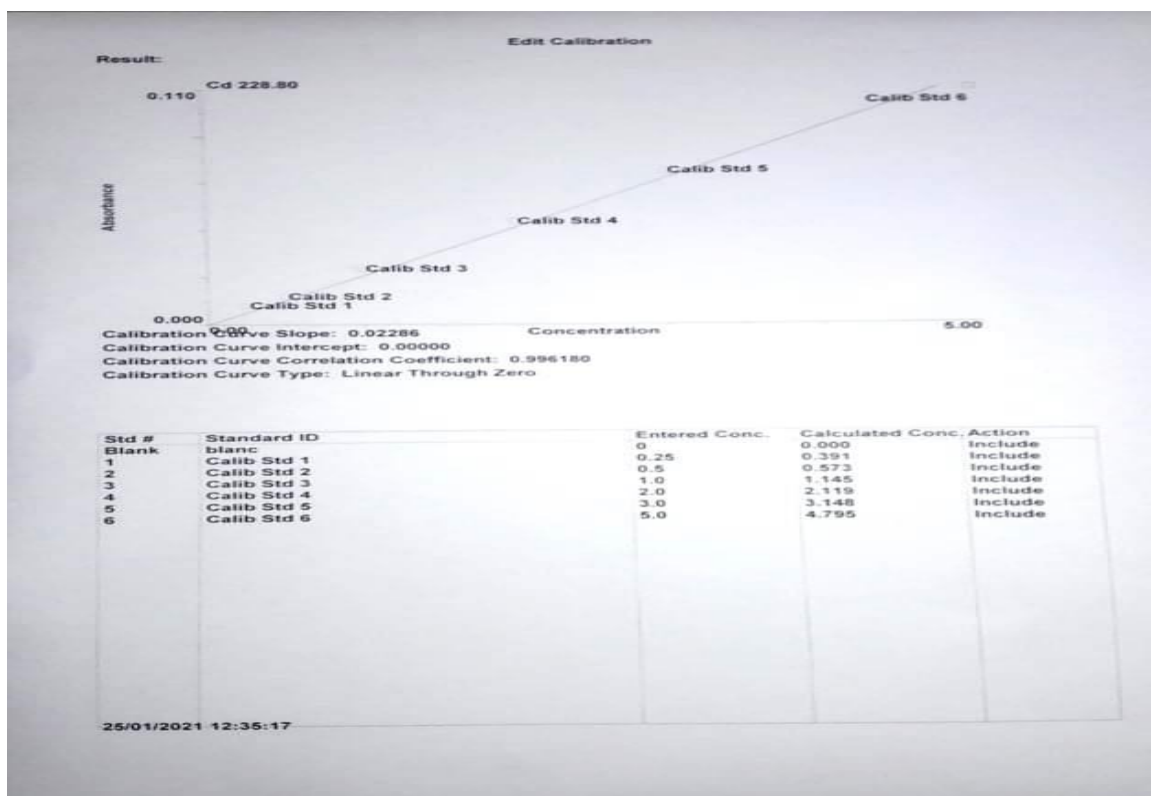 Edit Calibration
Result:
Cd 228.80
0.110
Calib Std 6
Calib Std 5
Absorbance
Calib Std 4
Calib Std 3
Calib Std 2
Calib Std 1
0.000
0.00
Concentration
5.00
Calibration Curve Slope: 0.02286
Calibration Curve Intercept: 0.00000
Calibration Curve Correlation Coefficient: 0.996180
Calibration Curve Type: Linear Through Zero
Std # Standard ID Entered Conc. Calculated Conc. Action
Blank blanc 0 0.000 Include
1 Calib Std 1 0.25 0.391 Include
2 Calib Std 2 0.5 0.573 Include
3 Calib Std 3 1.0 1.145 Include
4 Calib Std 4 2.0 2.119 Include
5 Calib Std 5 3.0 3.148 Include
6 Calib Std 6 5.0 4.795 Include
25/01/2021 12:35:17